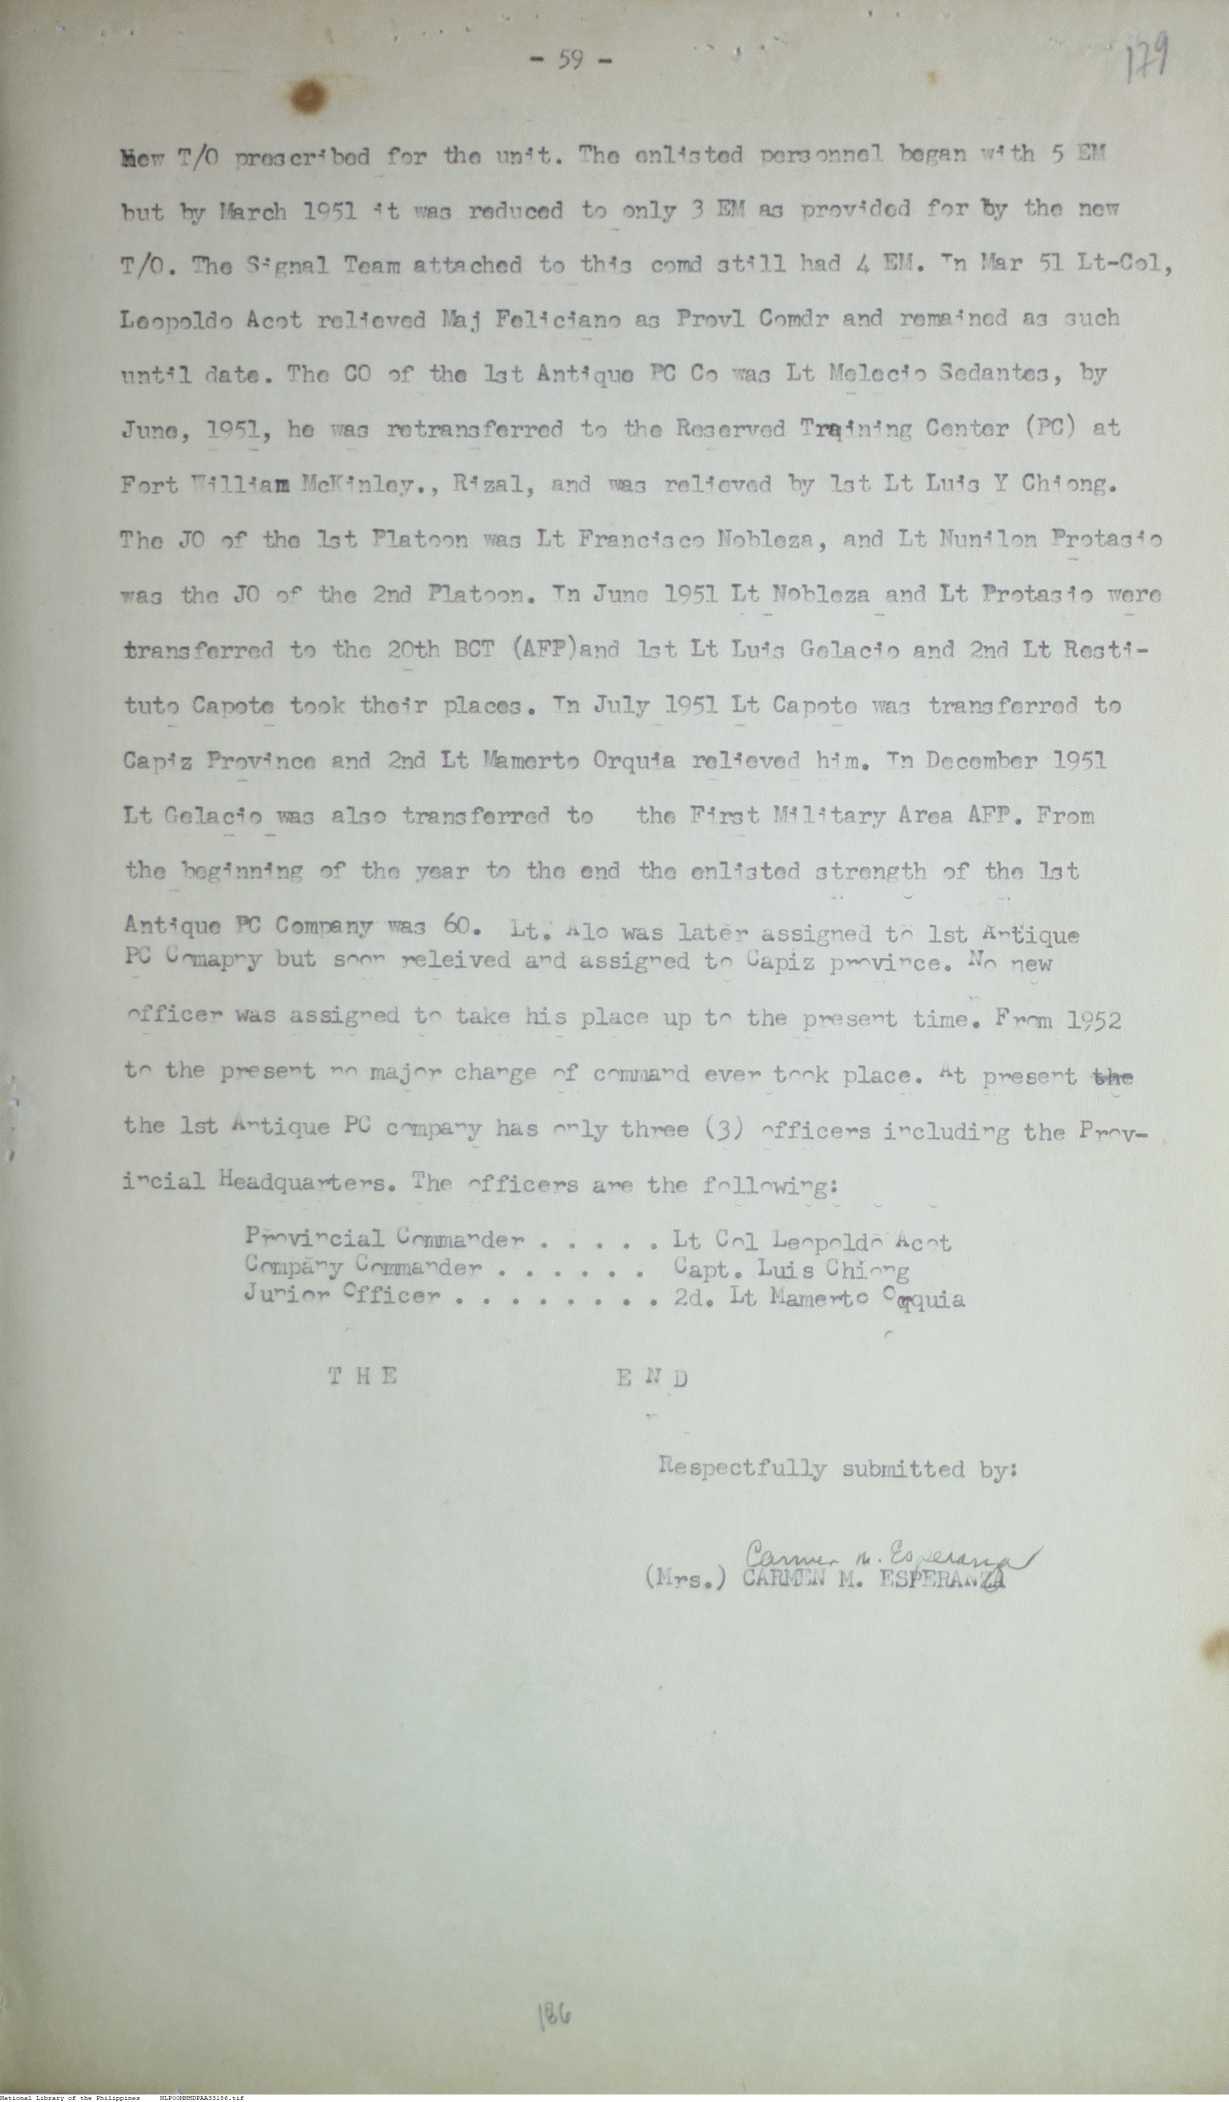 - 59 -
179
New T/O prescribed for the unit. The enlisted personnel began with 5 EM
but by March 1951 it was reduced to only 3 EM as provided for by the new
T/O. The Signal Team attached to this comd still had 4 EM. In Mar 51 Lt-Col,
Leopoldo Acot relieved Maj Feliciano as Provl Comdr and remained as such
until date. The CO of the 1st Antique PC Co was Lt Melecio Sedantes, by
June, 1951, he was retransferred to the Reserved Training Center (PC) at
Fort William McKinley., Rizal, and was relieved by 1st Lt Luis Y Chiong.
The JO of the 1st Platoon was Lt Francisco Nobleza, and Lt Nunilon Protasio
was the JO of the 2nd Platoon. In June 1951 Lt Nobleza and Lt Protasio were
transferred to the 20th BCT (AFP)and 1st Lt Luis Gelacio and 2nd Lt Resti-
tuto Capote took their places. In July 1951 Lt Capote was transferred to
Capiz Province and 2nd Lt Mamerto Orquia relieved him. In December 1951
Lt Gelacio was also transferred to the First Military Area AFP. From
the beginning of the year to the end the enlisted strength of the 1st
Antique PC Company was 60. Lt. Alo was later assigned to 1st Antique
PC Comapny but soon releived and assigned to Capiz province. No new
officer was assigned to take his place up to the present time. From 1952
to the present no major change of command ever took place. At present the
the 1st Antique PC company has only three (3) officers including the Prov-
incial Headquarters. The officers are the following:
Provincial Commander . . . . . Lt Col Leopoldo Acot
Company Commander . . . . . . Capt. Luis Chiong
Junior Officer . . . . . . . . 2d. Lt Mamerto Orquia
T H E E N D
Respectfully submitted by:
Carmen M. Esperanza
(Mrs.) CARMEN M. ESPERANZA
186
National Library of the Philippines NLPOOMHMDPAA33186.tif